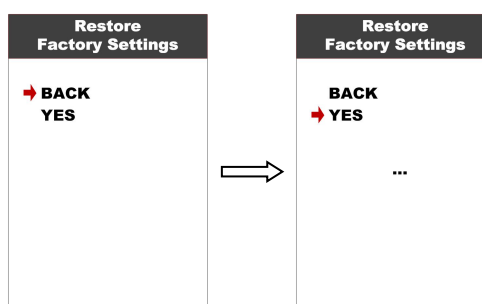 Restore
Factory Settings
BACK
YES
Restore
Factory Settings
BACK
YES
...